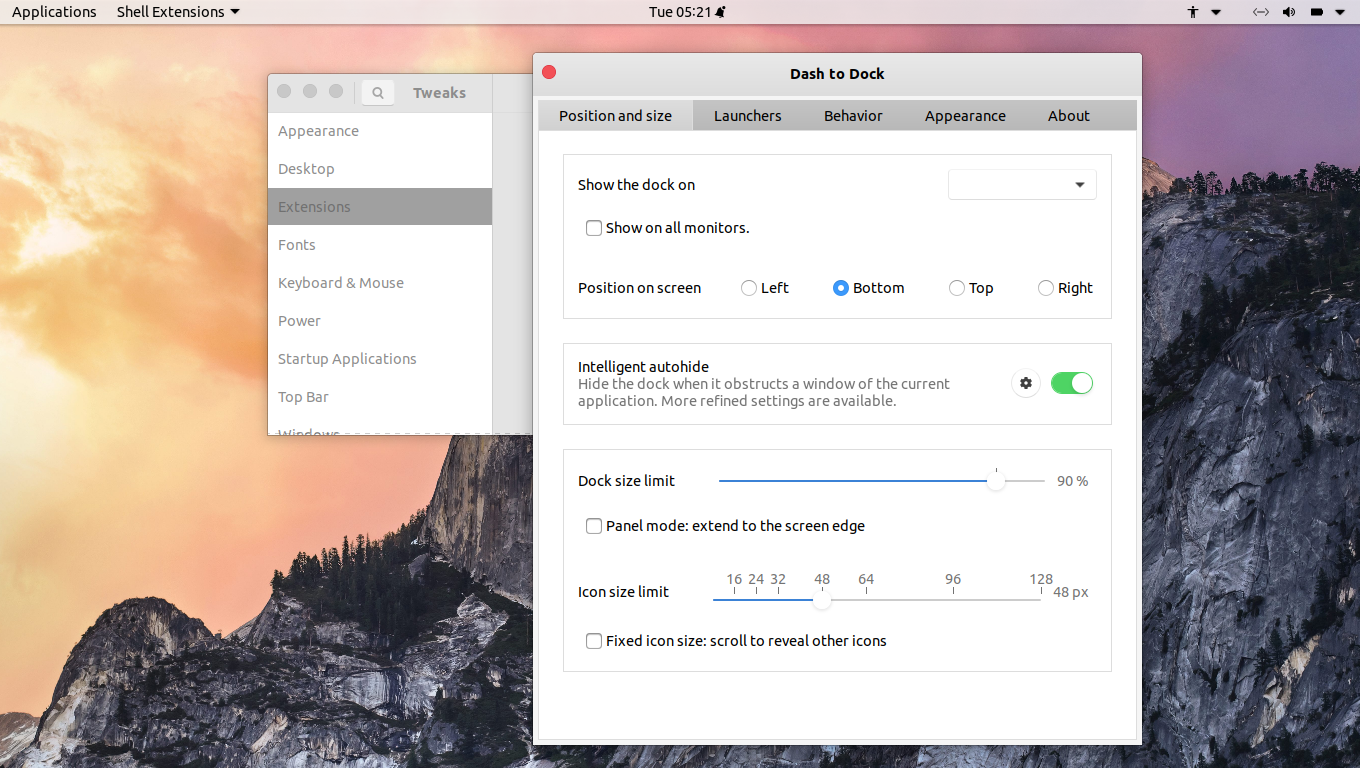 Applications Shell Extensions Tue 05:21
Tweaks
Appearance
Desktop
Extensions
Fonts
Keyboard & Mouse
Power
Startup Applications
Top Bar
Windows
Dash to Dock
Position and size Launchers Behavior Appearance About
Show the dock on
Show on all monitors.
Position on screen Left Bottom Top Right
Intelligent autohide
Hide the dock when it obstructs a window of the current
application. More refined settings are available.
Dock size limit 90 %
Panel mode: extend to the screen edge
16 24 32 48 64 96 128
Icon size limit 48 px
Fixed icon size: scroll to reveal other icons